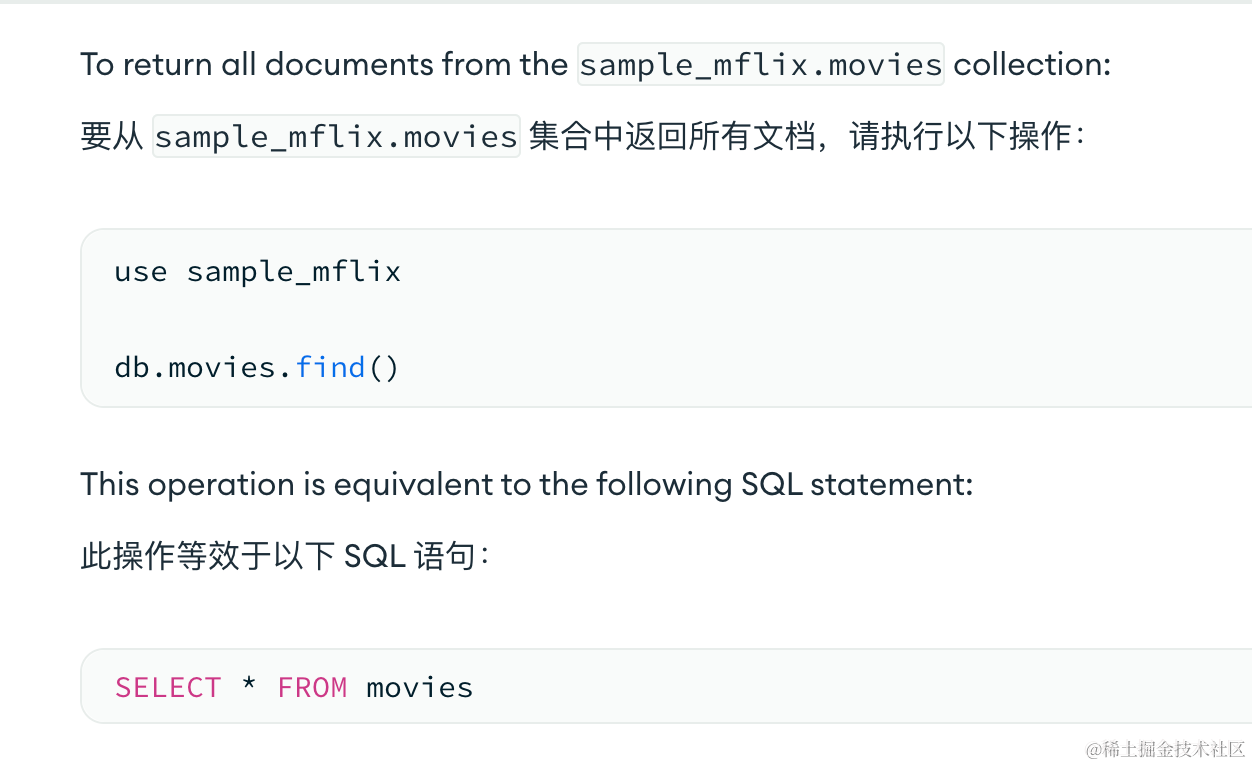 To return all documents from the sample_mflix.movies collection:
要从 sample_mflix.movies 集合中返回所有文档，请执行以下操作：
use sample_mflix
db.movies.find()
This operation is equivalent to the following SQL statement:
此操作等效于以下 SQL 语句：
SELECT * FROM movies
@稀土掘金技术社区